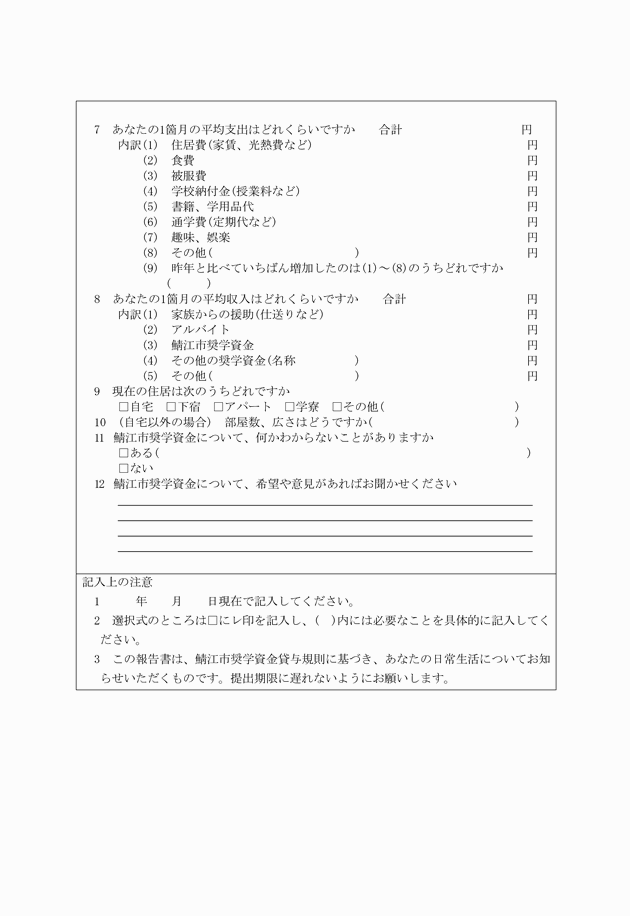 7　あなたの1箇月の平均支出はどれくらいですか　　合計　　　　　　　　　　円
内訳(1)　住居費(家賃、光熱費など)　　　　　　　　　　円
(2)　食費　　　　　　　　　　円
(3)　被服費　　　　　　　　　　円
(4)　学校納付金(授業料など)　　　　　　　　　　円
(5)　書籍、学用品代　　　　　　　　　　円
(6)　通学費(定期代など)　　　　　　　　　　円
(7)　趣味、娯楽　　　　　　　　　　円
(8)　その他(　　　　　　　　　　　　)　　　　　　　　　　円
(9)　昨年と比べていちばん増加したのは(1)～(8)のうちどれですか
(　　　)
8　あなたの1箇月の平均収入はどれくらいですか　　合計　　　　　　　　　　円
内訳(1)　家族からの援助(仕送りなど)　　　　　　　　　　円
(2)　アルバイト　　　　　　　　　　円
(3)　鯖江市奨学資金　　　　　　　　　　円
(4)　その他の奨学資金(名称　　　　　)　　　　　　　　　　円
(5)　その他(　　　　　　　　　　　　)　　　　　　　　　　円
9　現在の住居は次のうちどれですか
□自宅　□下宿　□アパート　□学寮　□その他(　　　　　　　　　　　)
10　(自宅以外の場合)　部屋数、広さはどうですか(　　　　　　　　　　　　)
11　鯖江市奨学資金について、何かわからないことがありますか
□ある(　　　　　　　　　　　　　　　　　　　　　　　　　　　　　　　)
□ない
12　鯖江市奨学資金について、希望や意見があればお聞かせください
記入上の注意
1　　　年　　月　　日現在で記入してください。
2　選択式のところは□にレ印を記入し、(　)内には必要なことを具体的に記入してく
ださい。
3　この報告書は、鯖江市奨学資金貸与規則に基づき、あなたの日常生活についてお知
らせいただくものです。提出期限に遅れないようにお願いします。